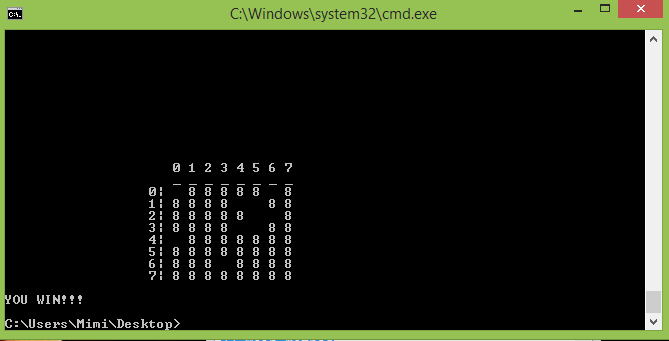 C:\. C:\Windows\system32\cmd.exe
0 1 2 3 4 5 6 7
_ _ _ _ _ _ _ _
0¦   8 8 8 8 8   8
1¦ 8 8 8 8     8 8
2¦ 8 8 8 8 8     8
3¦ 8 8 8 8     8 8
4¦   8 8 8 8 8 8 8
5¦ 8 8 8 8 8 8 8 8
6¦ 8 8 8   8 8 8 8
7¦ 8 8 8 8 8 8 8 8
YOU WIN!!!
C:\Users\Mimi\Desktop>